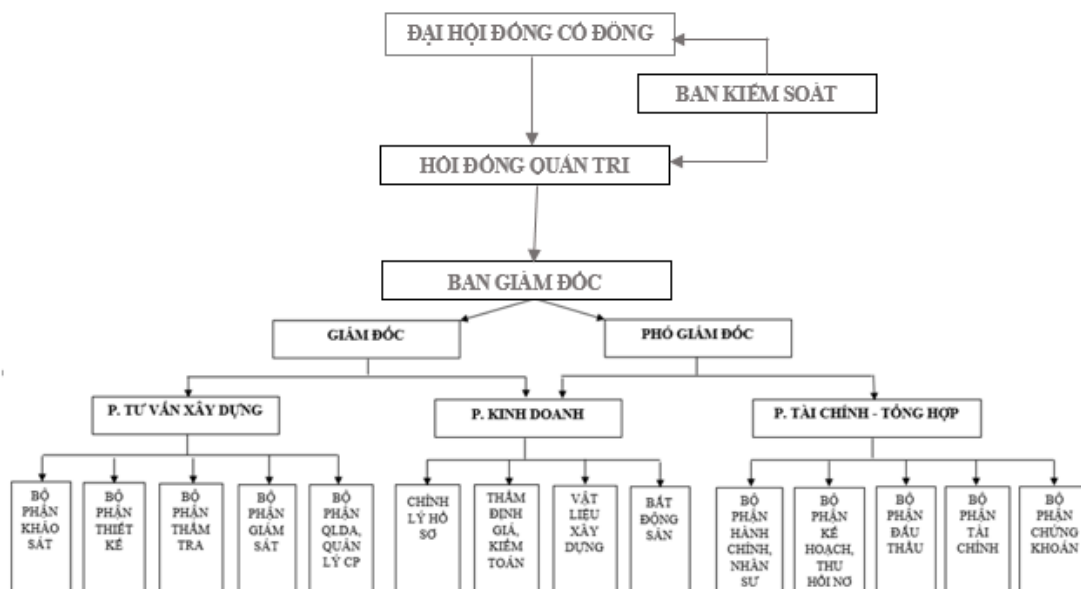 ĐẠI HỘI ĐỒNG CỔ ĐÔNG
BAN KIỂM SOÁT
HỘI ĐỒNG QUẢN TRỊ
BAN GIÁM ĐỐC
GIÁM ĐỐC
PHÓ GIÁM ĐỐC
P. TƯ VẤN XÂY DỰNG
P. KINH DOANH
P. TÀI CHÍNH - TỔNG HỢP
BỘ
PHẬN
KHẢO
SÁT
BỘ
PHẬN
THIẾT
KẾ
BỘ
PHẬN
THẨM
TRA
BỘ
PHẬN
GIÁM
SÁT
BỘ
PHẬN
QLDA,
QUẢN
LÝ CP
CHỈNH
LÝ HỒ
SƠ
THẨM
ĐỊNH
GIÁ,
KIỂM
TOÁN
VẬT
LIỆU
XÂY
DỰNG
BẤT
ĐỘNG
SẢN
BỘ
PHẬN
HÀNH
CHÍNH,
NHÂN
SỰ
BỘ
PHẬN
KẾ
HOẠCH,
THU
HỒI NỢ
BỘ
PHẬN
ĐẤU
THẦU
BỘ
PHẬN
TÀI
CHÍNH
BỘ
PHẬN
CHỨNG
KHOÁN